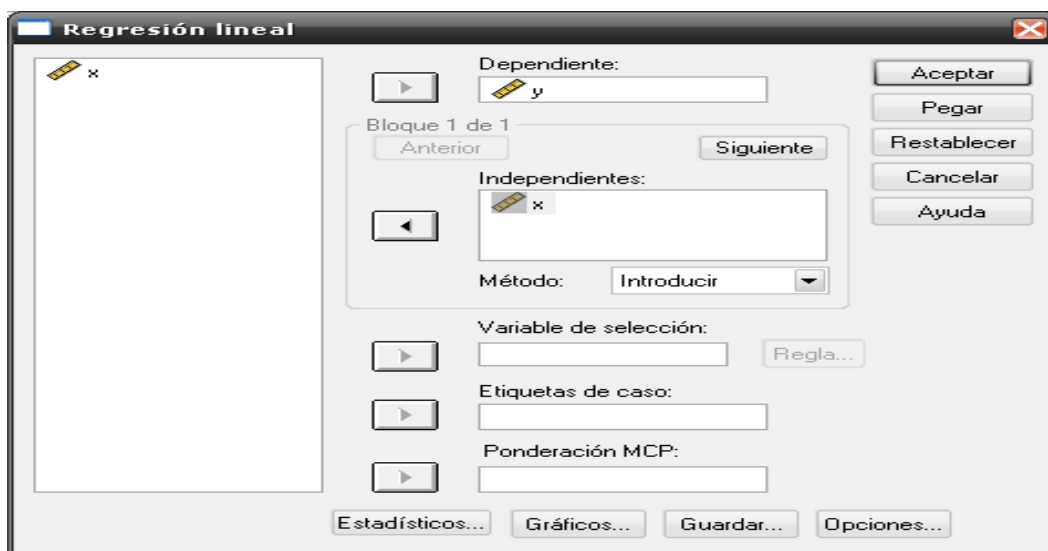 Regresión lineal
x
Dependiente:
y
Bloque 1 de 1
Anterior
Siguiente
Independientes:
x
Método:
Introducir
Variable de selección:
Regla...
Etiquetas de caso:
Ponderación MCP:
Estadísticos...
Gráficos...
Guardar...
Opciones...
Aceptar
Pegar
Restablecer
Cancelar
Ayuda